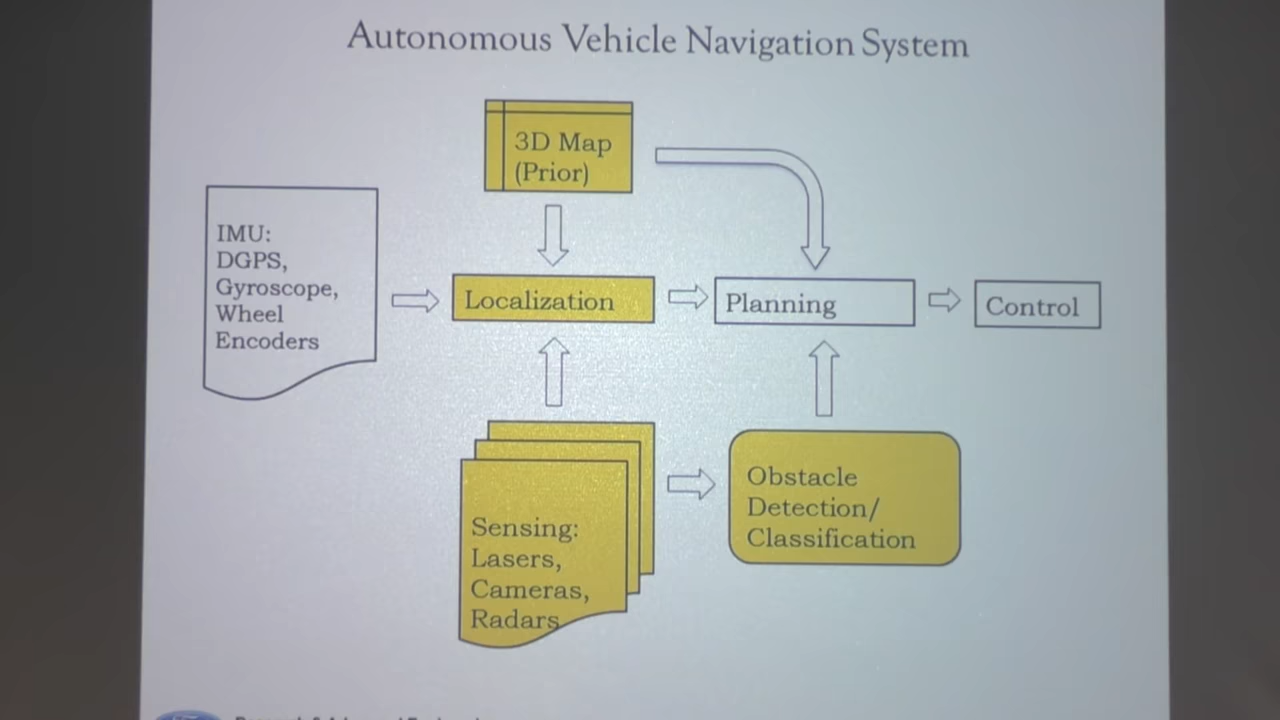 Autonomous Vehicle Navigation System
3D Map
(Prior)
IMU:
DGPS,
Gyroscope,
Wheel
Encoders
Localization
Planning
Control
Sensing:
Lasers,
Cameras,
Radars
Obstacle
Detection/
Classification